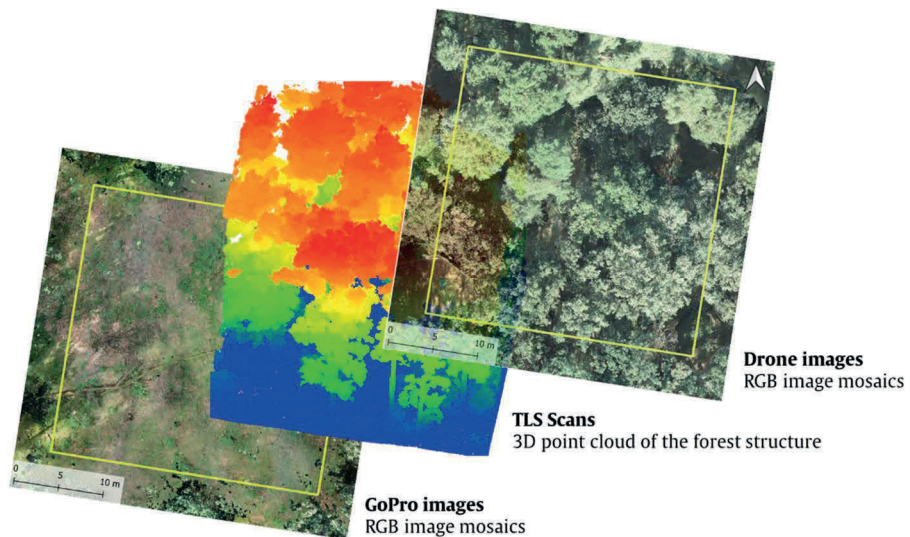 0 5 10 m
Drone images
RGB image mosaics
TLS Scans
3D point cloud of the forest structure
0 5 10 m
GoPro images
RGB image mosaics